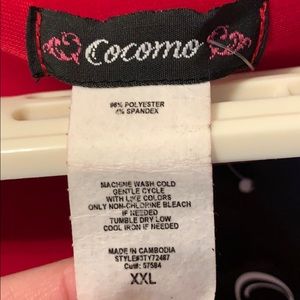 Cocomo
96% POLYESTER
4% SPANDEX
MACHINE WASH COLD
GENTLE CYCLE
WITH LIKE COLORS
ONLY NON-CHLORINE BLEACH
IF NEEDED
TUMBLE DRY LOW
COOL IRON IF NEEDED
MADE IN CAMBODIA
STYLE#3TY72467
Cut#: 57584
XXL